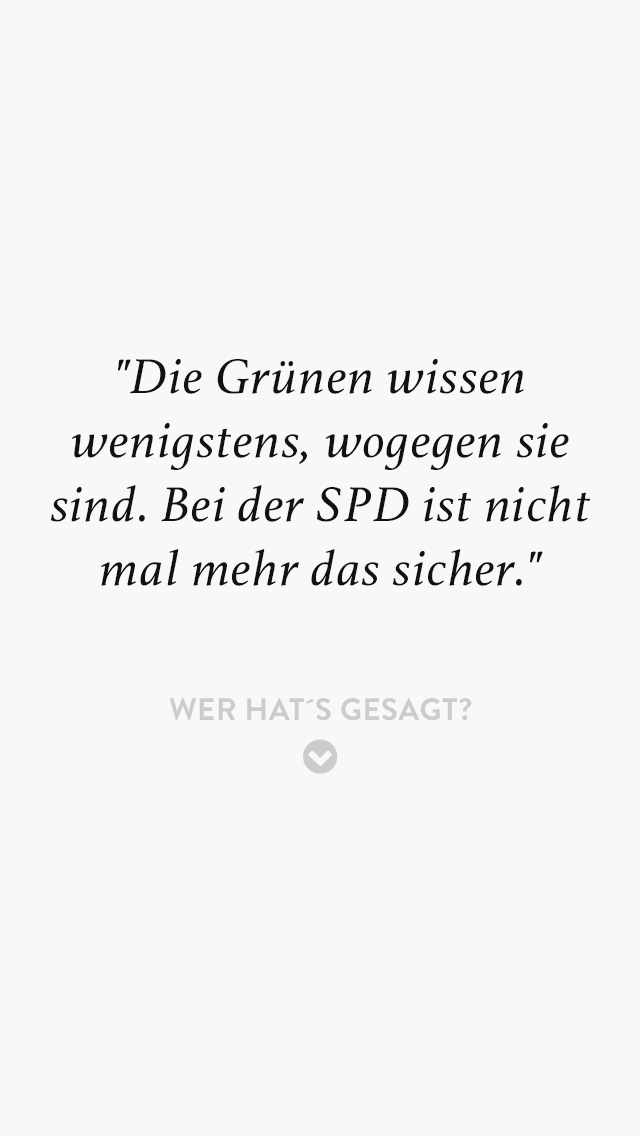 "Die Grünen wissen
wenigstens, wogegen sie
sind. Bei der SPD ist nicht
mal mehr das sicher."
WER HAT´S GESAGT?